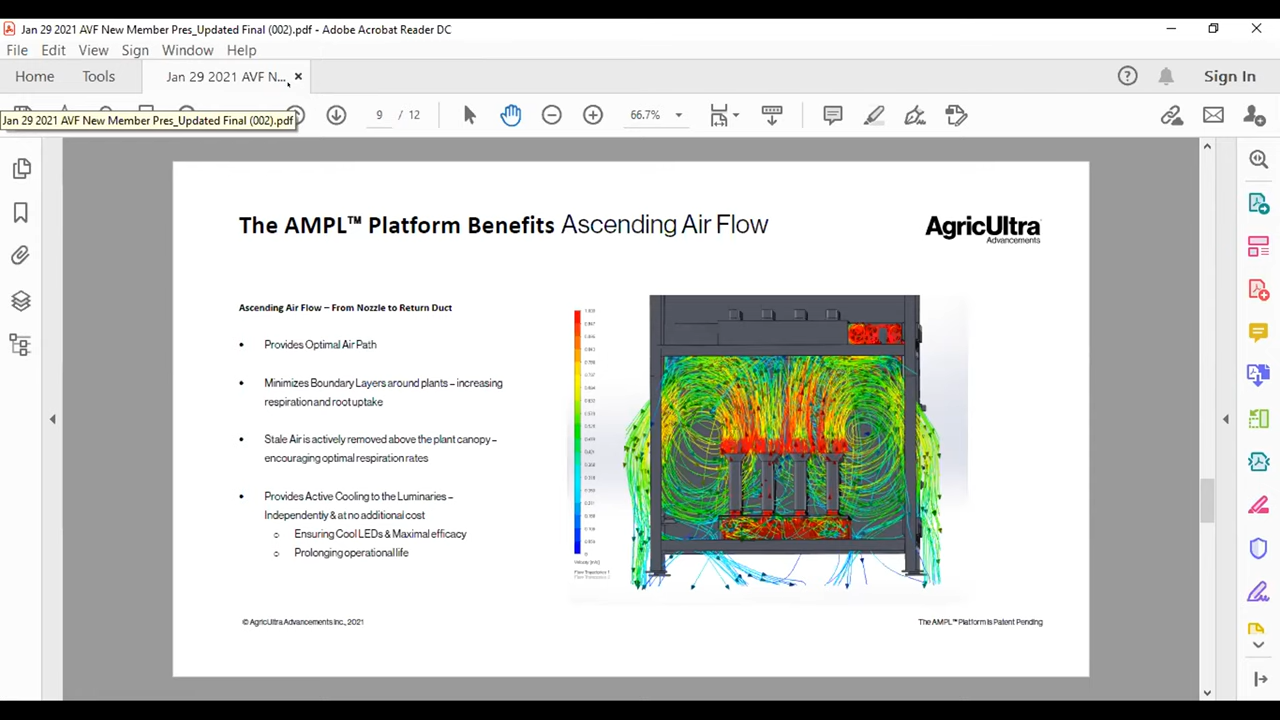 Jan 29 2021 AVF New Member Pres_Updated Final (002).pdf - Adobe Acrobat Reader DC
File Edit View Sign Window Help
Home Tools Jan 29 2021 AVF N... Sign In
Jan 29 2021 AVF New Member Pres_Updated Final (002).pdf
9 / 12
66.7%
The AMPL™ Platform Benefits Ascending Air Flow
AgricUltra
Advancements
Ascending Air Flow – From Nozzle to Return Duct
• Provides Optimal Air Path
• Minimizes Boundary Layers around plants – increasing
respiration and root uptake
• Stale Air is actively removed above the plant canopy –
encouraging optimal respiration rates
• Provides Active Cooling to the Luminaries –
Independently & at no additional cost
o Ensuring Cool LEDs & Maximal efficacy
o Prolonging operational life
Velocity [m/s]
© AgricUltra Advancements Inc., 2021
The AMPL™ Platform Is Patent Pending